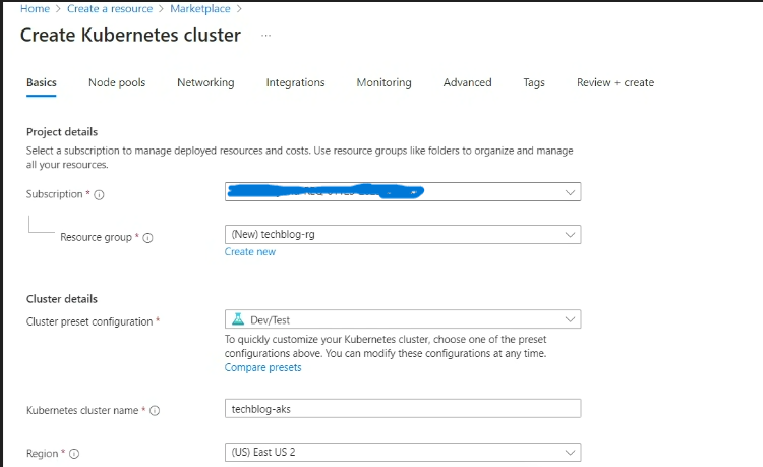 Home > Create a resource > Marketplace >
Create Kubernetes cluster ...
Basics Node pools Networking Integrations Monitoring Advanced Tags Review + create
Project details
Select a subscription to manage deployed resources and costs. Use resource groups like folders to organize and manage
all your resources.
Subscription *
Resource group *
(New) techblog-rg
Create new
Cluster details
Cluster preset configuration *
Dev/Test
To quickly customize your Kubernetes cluster, choose one of the preset
configurations above. You can modify these configurations at any time.
Compare presets
Kubernetes cluster name *
techblog-aks
Region *
(US) East US 2